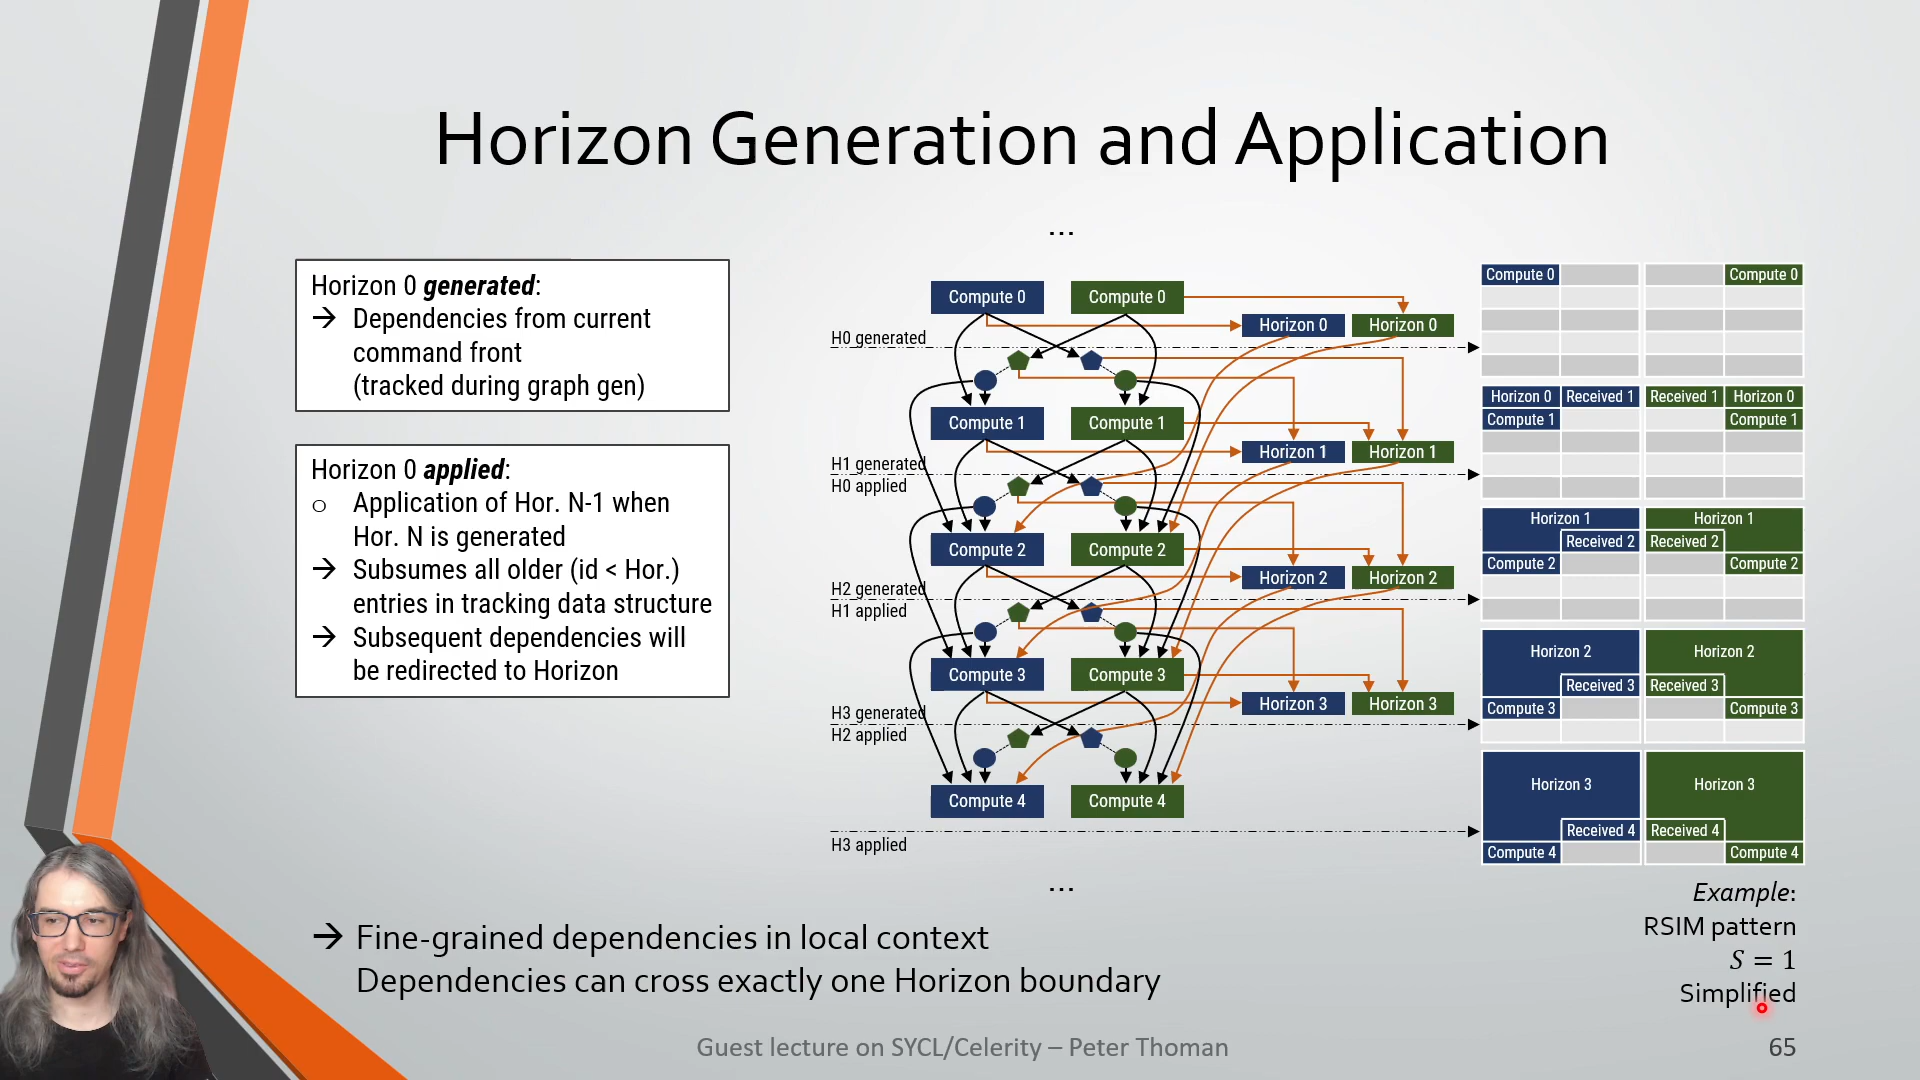 Horizon Generation and Application
...
Horizon 0 generated:
→ Dependencies from current
command front
(tracked during graph gen)
Horizon 0 applied:
○ Application of Hor. N-1 when
Hor. N is generated
→ Subsumes all older (id < Hor.)
entries in tracking data structure
→ Subsequent dependencies will
be redirected to Horizon
Compute 0 Compute 0
Horizon 0 Horizon 0
H0 generated
Compute 1 Compute 1
Horizon 1 Horizon 1
H1 generated
H0 applied
Compute 2 Compute 2
Horizon 2 Horizon 2
H2 generated
H1 applied
Compute 3 Compute 3
Horizon 3 Horizon 3
H3 generated
H2 applied
Compute 4 Compute 4
H3 applied
...
Compute 0 Compute 0
Horizon 0 Received 1 Received 1 Horizon 0
Compute 1 Compute 1
Horizon 1 Horizon 1
Received 2 Received 2
Compute 2 Compute 2
Horizon 2 Horizon 2
Received 3 Received 3
Compute 3 Compute 3
Horizon 3 Horizon 3
Received 4 Received 4
Compute 4 Compute 4
Example:
RSIM pattern
S = 1
Simplified
→ Fine-grained dependencies in local context
Dependencies can cross exactly one Horizon boundary
Guest lecture on SYCL/Celerity – Peter Thoman
65